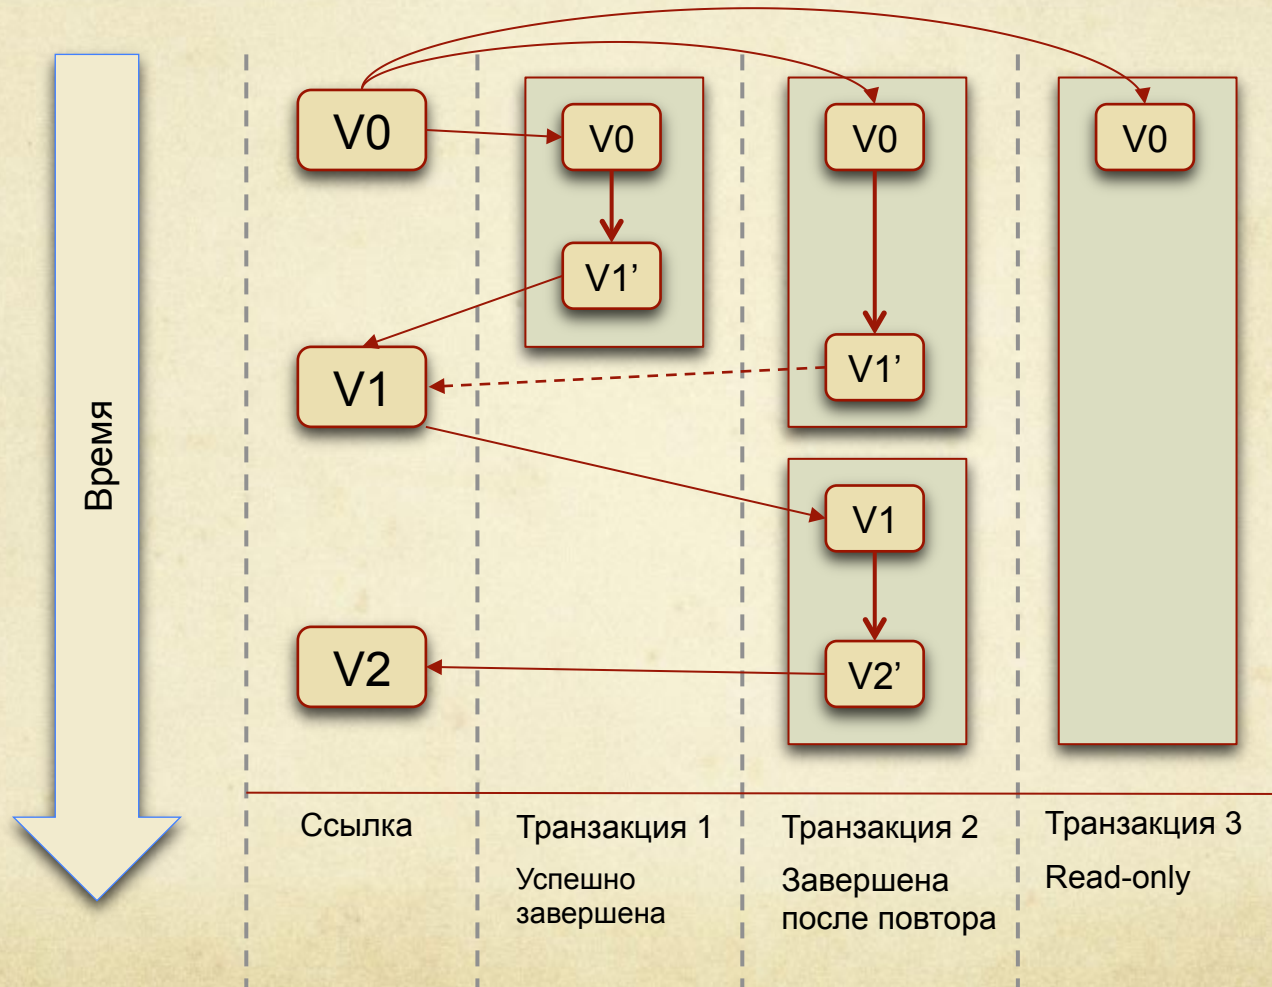 Время
V0
V0
V0
V0
V1’
V1
V1’
V1
V2
V2’
Ссылка
Транзакция 1
Успешно
завершена
Транзакция 2
Завершена
после повтора
Транзакция 3
Read-only